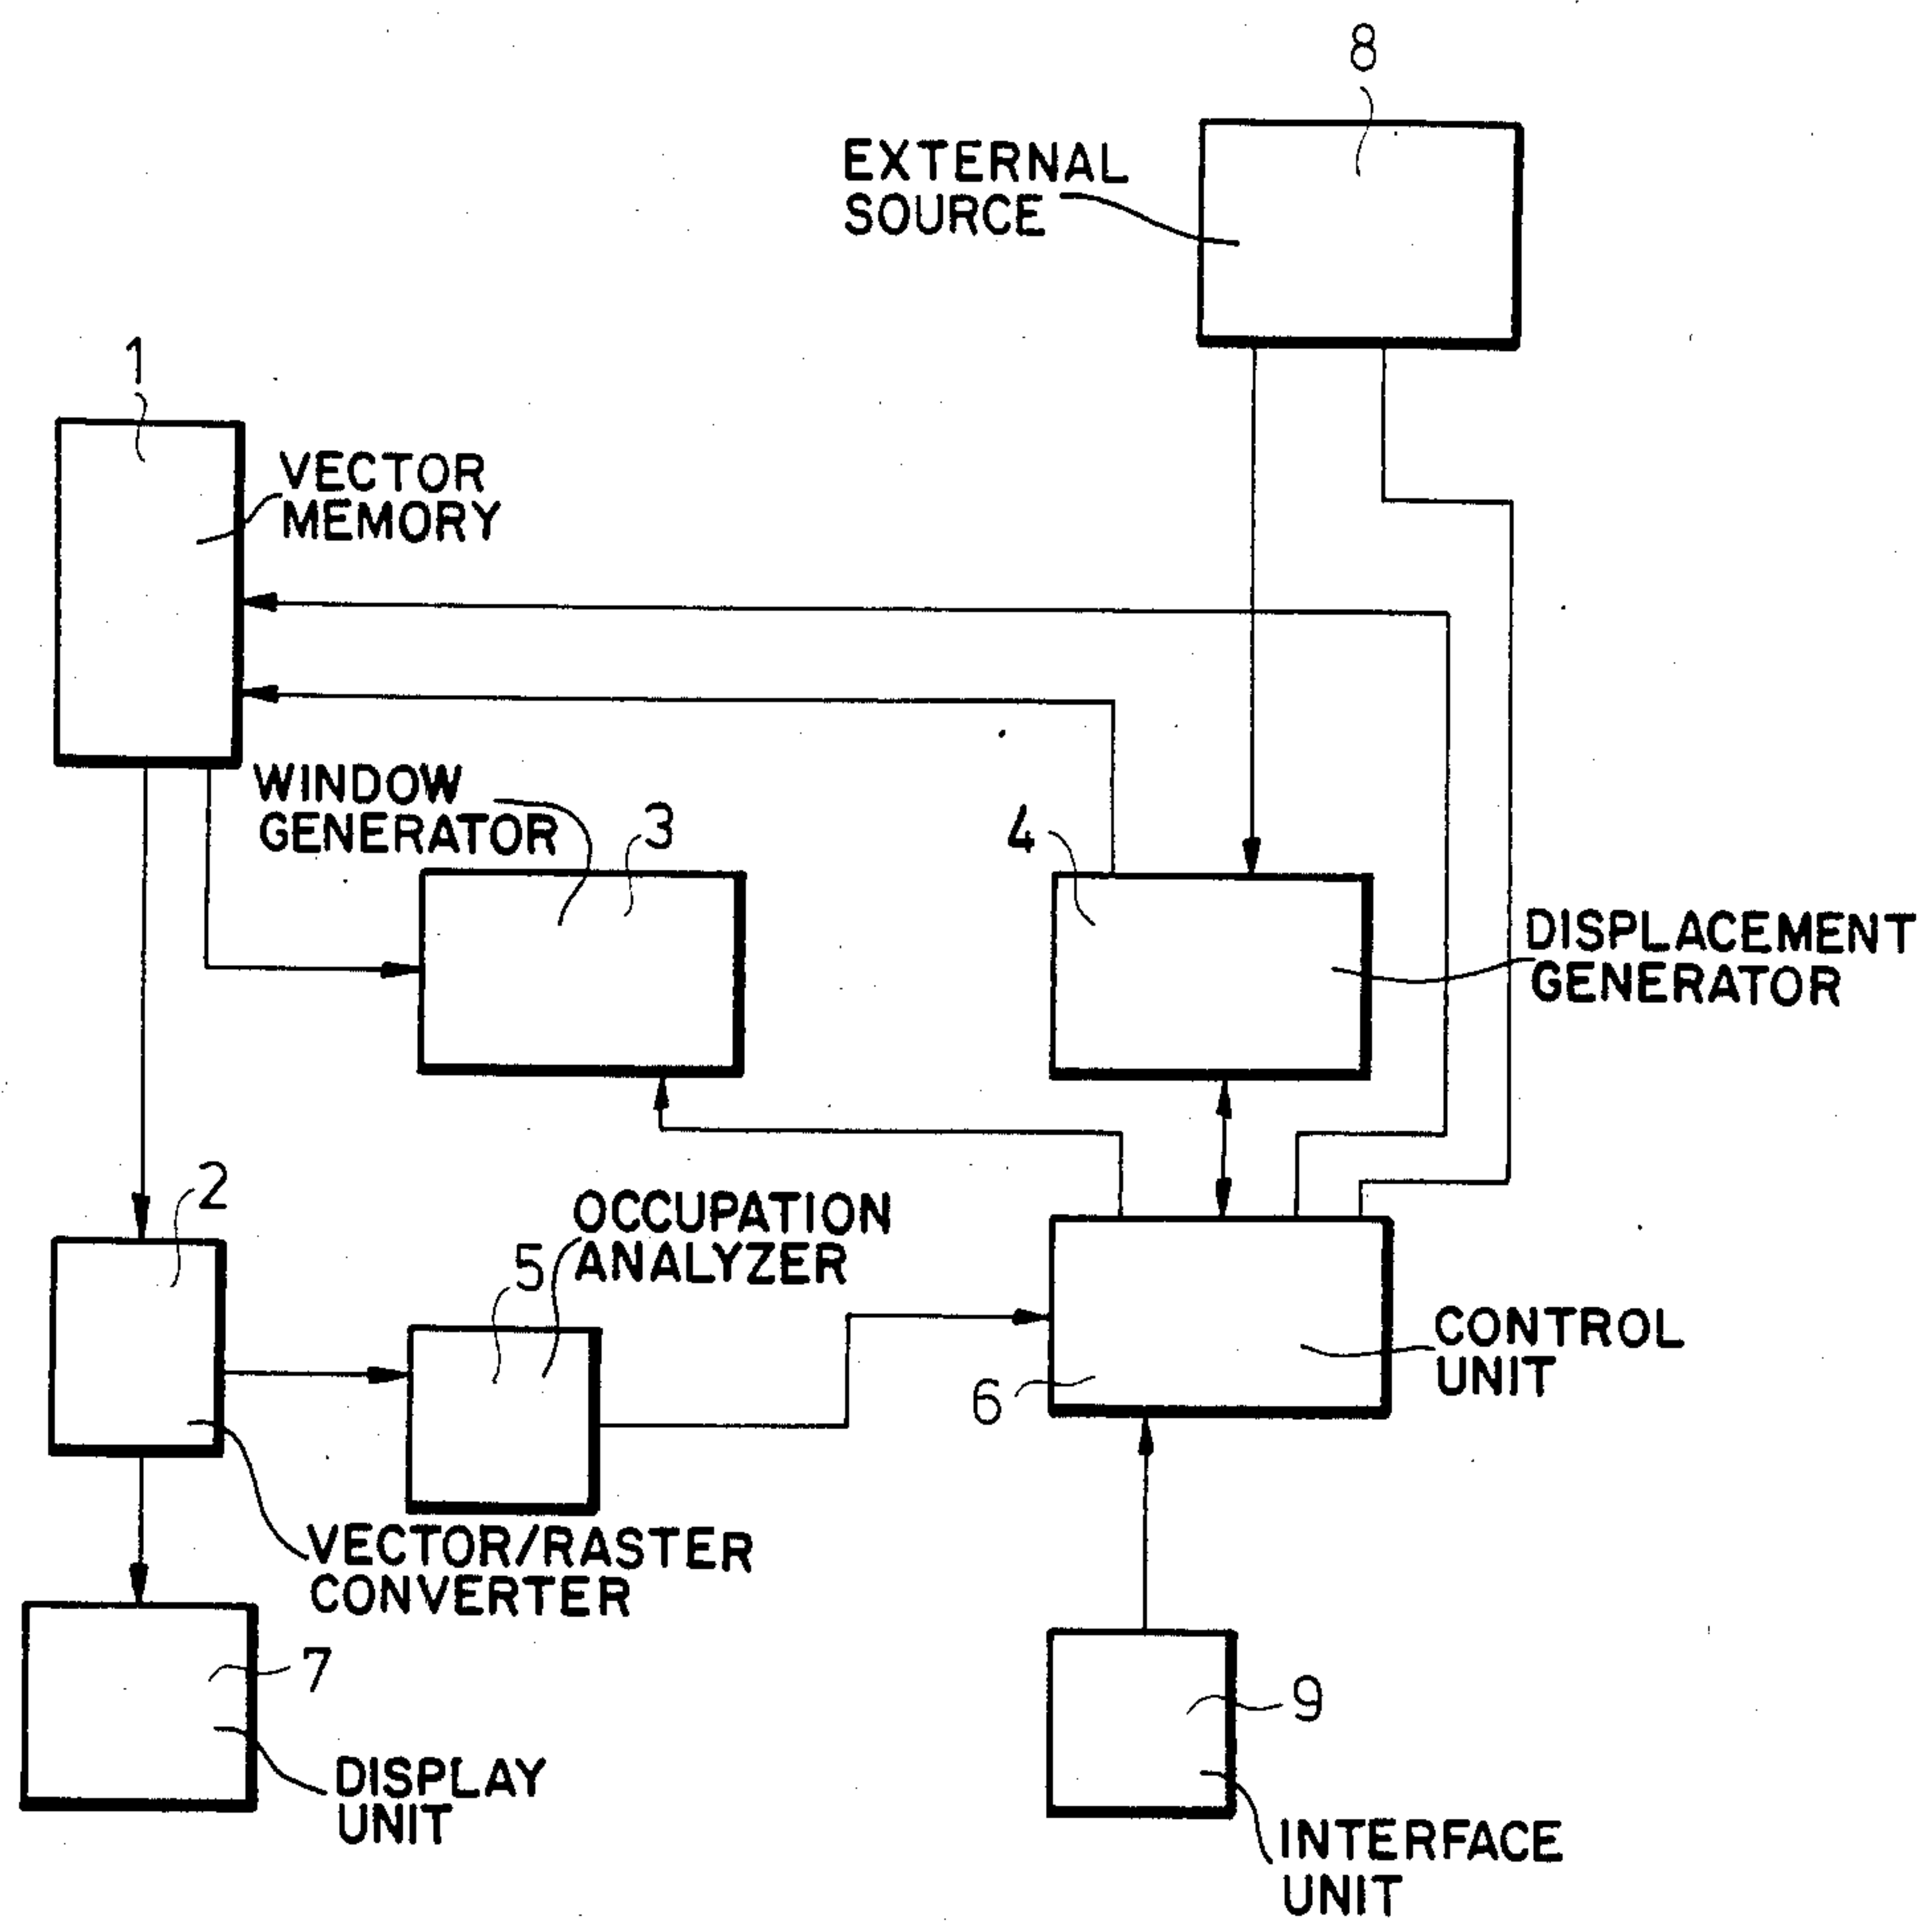 8
EXTERNAL
SOURCE
1
VECTOR
MEMORY
WINDOW
GENERATOR
3
4
DISPLACEMENT
GENERATOR
2
OCCUPATION
ANALYZER
5
CONTROL
UNIT
6
VECTOR/RASTER
CONVERTER
7
9
DISPLAY
UNIT
INTERFACE
UNIT